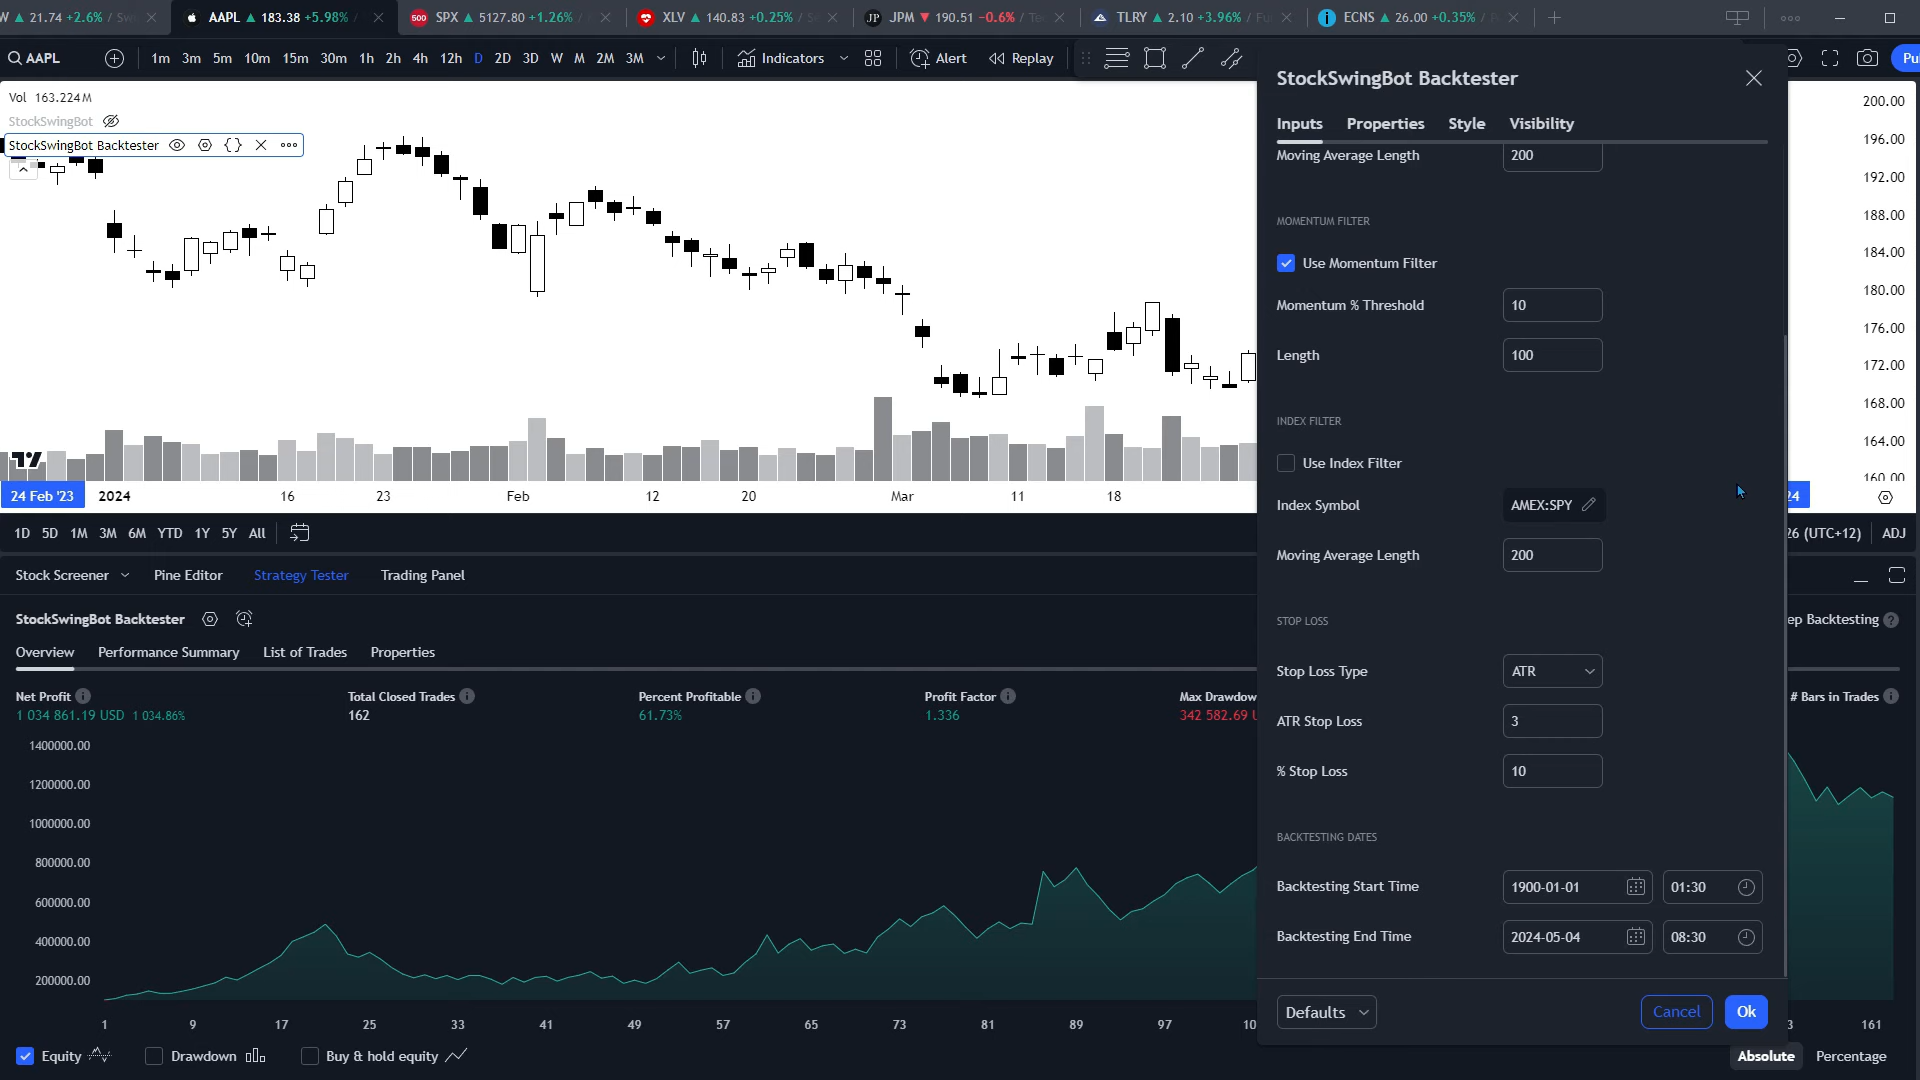 W ▲ 21.74 +2.6% /
AAPL ▲ 183.38 +5.98% /
500 SPX ▲ 5127.80 +1.26% /
XLV ▲ 140.83 +0.25% /
JP JPM ▼ 190.51 −0.6% /
TLRY ▲ 2.10 +3.96% /
ECNS ▲ 26.00 +0.35% /
AAPL 1m 3m 5m 10m 15m 30m 1h 2h 4h 12h D 2D 3D W M 2M 3M Indicators Alert Replay
StockSwingBot Backtester
Inputs Properties Style Visibility
Vol 163.224M
StockSwingBot
StockSwingBot Backtester
200.00
196.00
192.00
188.00
184.00
180.00
176.00
172.00
168.00
164.00
160.00
24 Feb '23 2024 16 23 Feb 12 20 Mar 11 18
Moving Average Length 200
MOMENTUM FILTER
Use Momentum Filter
Momentum % Threshold 10
Length 100
INDEX FILTER
Use Index Filter
Index Symbol AMEX:SPY
Moving Average Length 200
STOP LOSS
Stop Loss Type ATR
ATR Stop Loss 3
% Stop Loss 10
BACKTESTING DATES
Backtesting Start Time 1900-01-01 01:30
Backtesting End Time 2024-05-04 08:30
Defaults Cancel Ok
1D 5D 1M 3M 6M YTD 1Y 5Y All
26 (UTC+12) ADJ
Stock Screener Pine Editor Strategy Tester Trading Panel
StockSwingBot Backtester
ep Backtesting
Overview Performance Summary List of Trades Properties
Net Profit
1 034 861.19 USD 1 034.86%
Total Closed Trades
162
Percent Profitable
61.73%
Profit Factor
1.336
Max Drawdow
342 582.69 U
# Bars in Trades
1400000.00
1200000.00
1000000.00
800000.00
600000.00
400000.00
200000.00
1 9 17 25 33 41 49 57 65 73 81 89 97 10 3 161
Equity Drawdown Buy & hold equity
Absolute Percentage